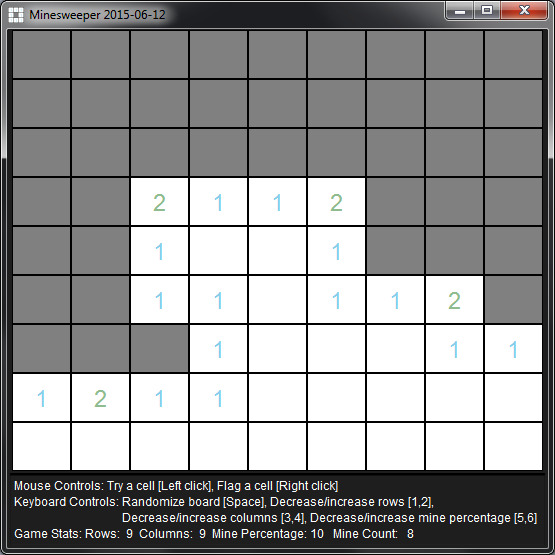 Minesweeper 2015-06-12
2 1 1 2
1 1
1 1 1 1 2
1 1 1
1 2 1 1
Mouse Controls: Try a cell [Left click], Flag a cell [Right click]
Keyboard Controls: Randomize board [Space], Decrease/increase rows [1,2],
Decrease/increase columns [3,4], Decrease/increase mine percentage [5,6]
Game Stats: Rows: 9 Columns: 9 Mine Percentage: 10 Mine Count: 8